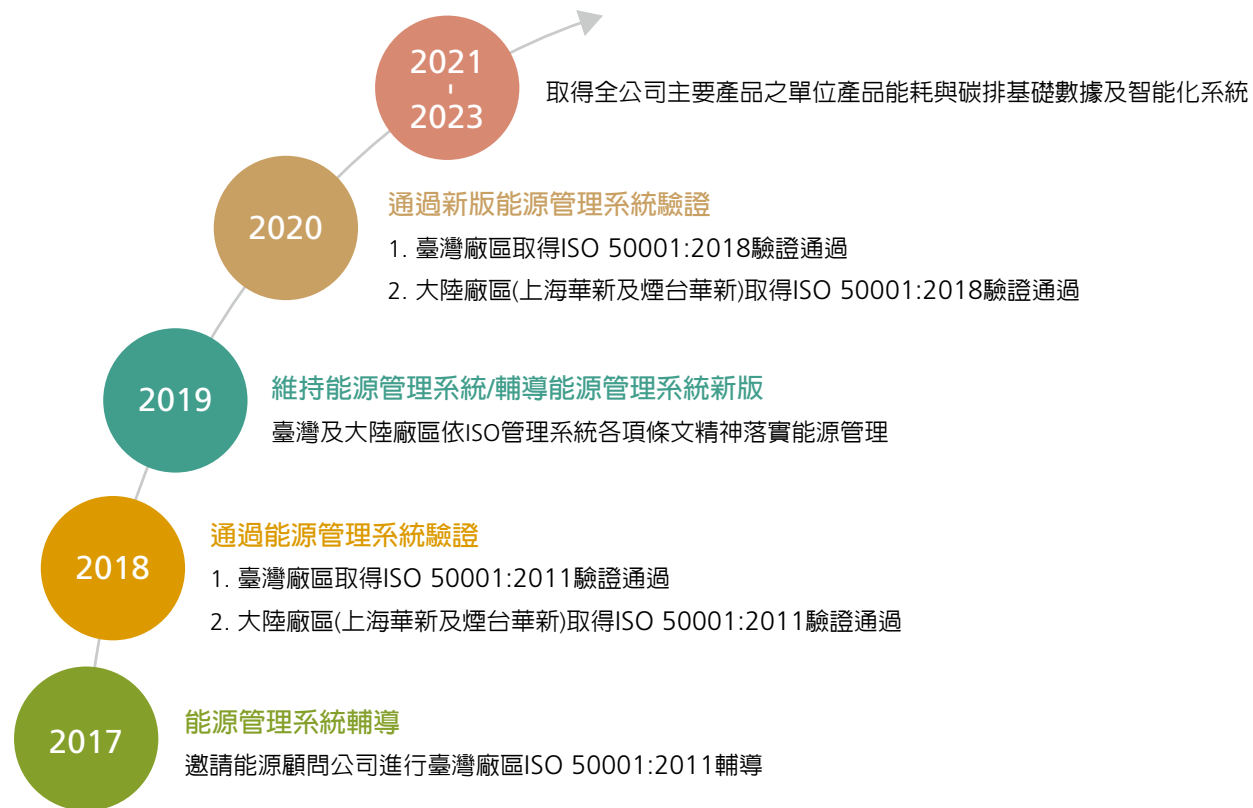 2021
-
2023
取得全公司主要產品之單位產品能耗與碳排基礎數據及智能化系統
2020
通過新版能源管理系統驗證
1. 臺灣廠區取得ISO 50001:2018驗證通過
2. 大陸廠區(上海華新及煙台華新)取得ISO 50001:2018驗證通過
2019
維持能源管理系統/輔導能源管理系統新版
臺灣及大陸廠區依ISO管理系統各項條文精神落實能源管理
2018
通過能源管理系統驗證
1. 臺灣廠區取得ISO 50001:2011驗證通過
2. 大陸廠區(上海華新及煙台華新)取得ISO 50001:2011驗證通過
2017
能源管理系統輔導
邀請能源顧問公司進行臺灣廠區ISO 50001:2011輔導